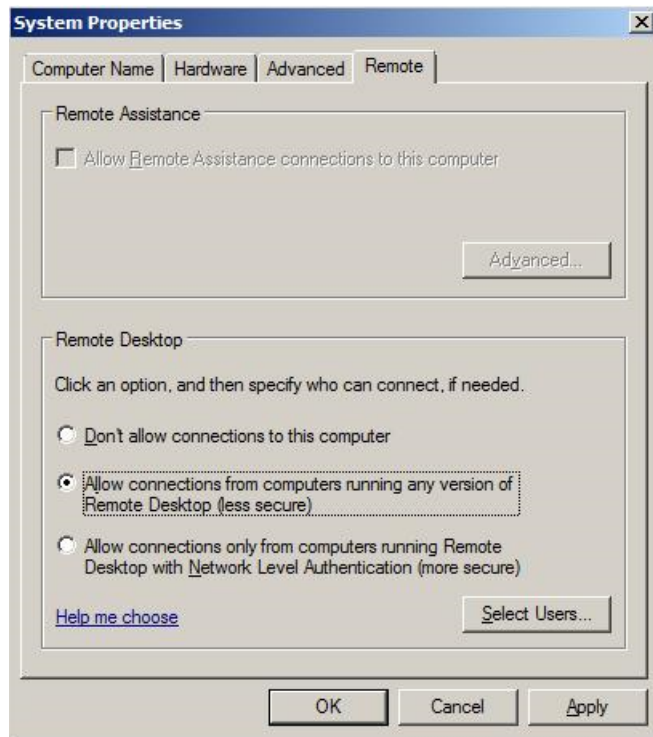 System Properties
Computer Name
Hardware
Advanced
Remote
Remote Assistance
Allow Remote Assistance connections to this computer
Advanced...
Remote Desktop
Click an option, and then specify who can connect, if needed.
Don't allow connections to this computer
Allow connections from computers running any version of
Remote Desktop (less secure)
Allow connections only from computers running Remote
Desktop with Network Level Authentication (more secure)
Help me choose
Select Users...
OK
Cancel
Apply